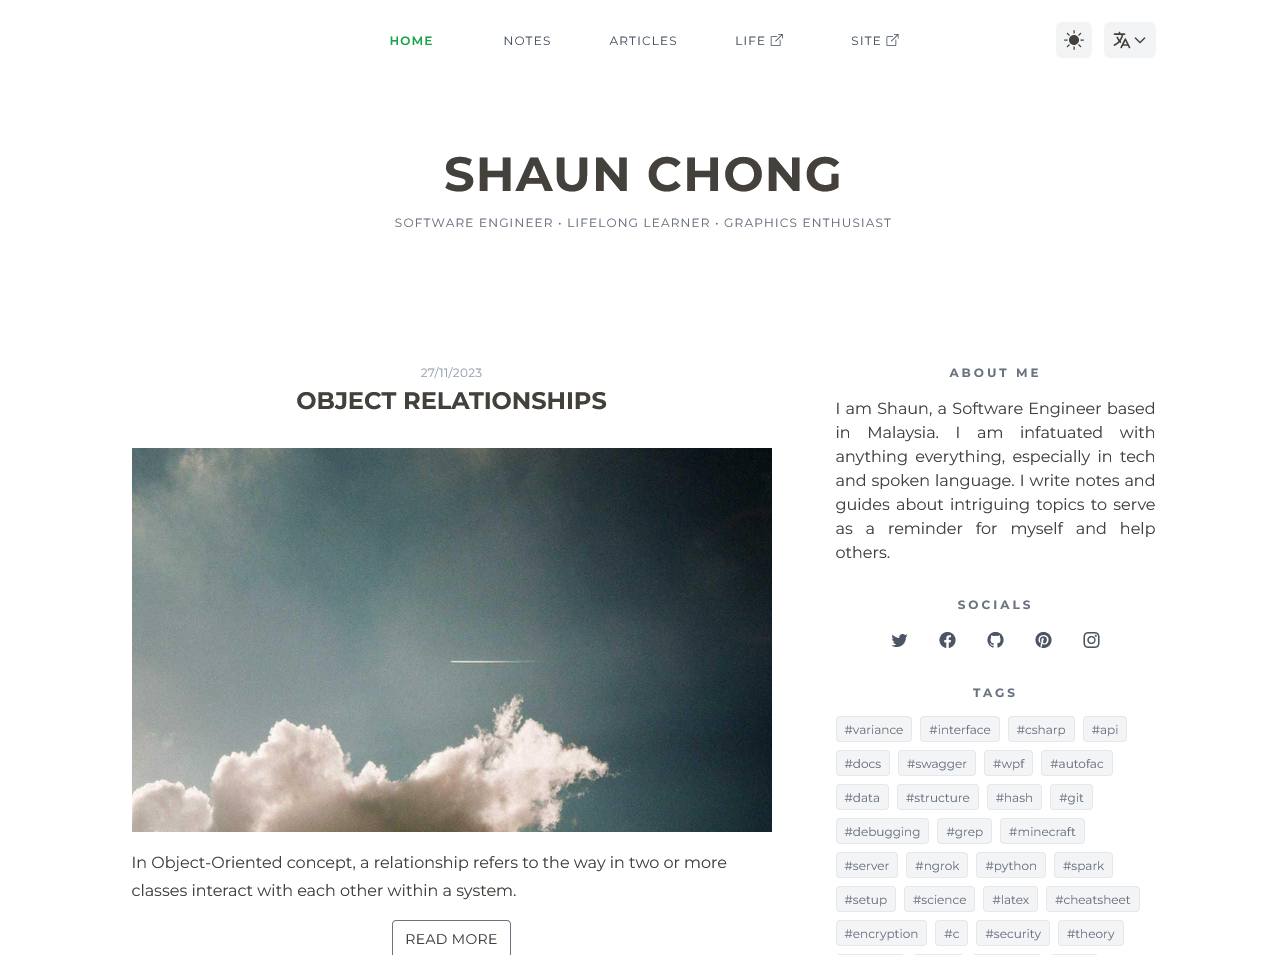 HOME NOTES ARTICLES LIFE SITE
SHAUN CHONG
SOFTWARE ENGINEER • LIFELONG LEARNER • GRAPHICS ENTHUSIAST
27/11/2023
OBJECT RELATIONSHIPS
In Object-Oriented concept, a relationship refers to the way in two or more
classes interact with each other within a system.
READ MORE
ABOUT ME
I am Shaun, a Software Engineer based
in Malaysia. I am infatuated with
anything everything, especially in tech
and spoken language. I write notes and
guides about intriguing topics to serve
as a reminder for myself and help
others.
SOCIALS
TAGS
#variance #interface #csharp #api
#docs #swagger #wpf #autofac
#data #structure #hash #git
#debugging #grep #minecraft
#server #ngrok #python #spark
#setup #science #latex #cheatsheet
#encryption #c #security #theory